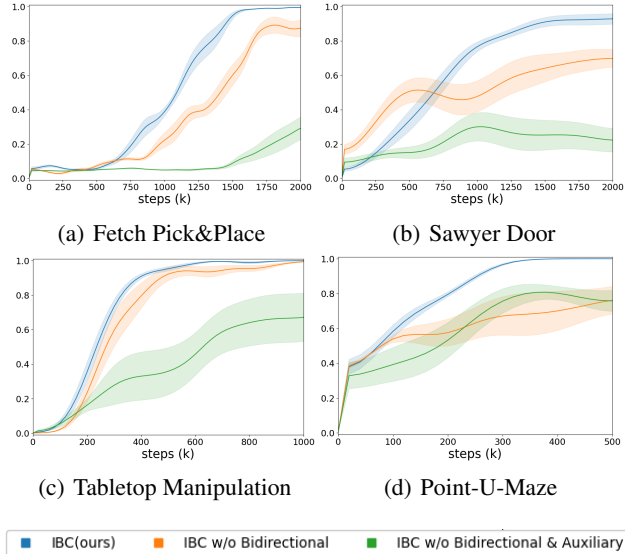 1.0
0.8
0.6
0.4
0.2
0.0
0 250 500 750 1000 1250 1500 1750 2000
steps (k)
(a) Fetch Pick&Place
1.0
0.8
0.6
0.4
0.2
0.0
0 250 500 750 1000 1250 1500 1750 2000
steps (k)
(b) Sawyer Door
1.0
0.8
0.6
0.4
0.2
0.0
0 200 400 600 800 1000
steps (k)
(c) Tabletop Manipulation
1.0
0.8
0.6
0.4
0.2
0.0
0 100 200 300 400 500
steps (k)
(d) Point-U-Maze
IBC(ours) IBC w/o Bidirectional IBC w/o Bidirectional & Auxiliary